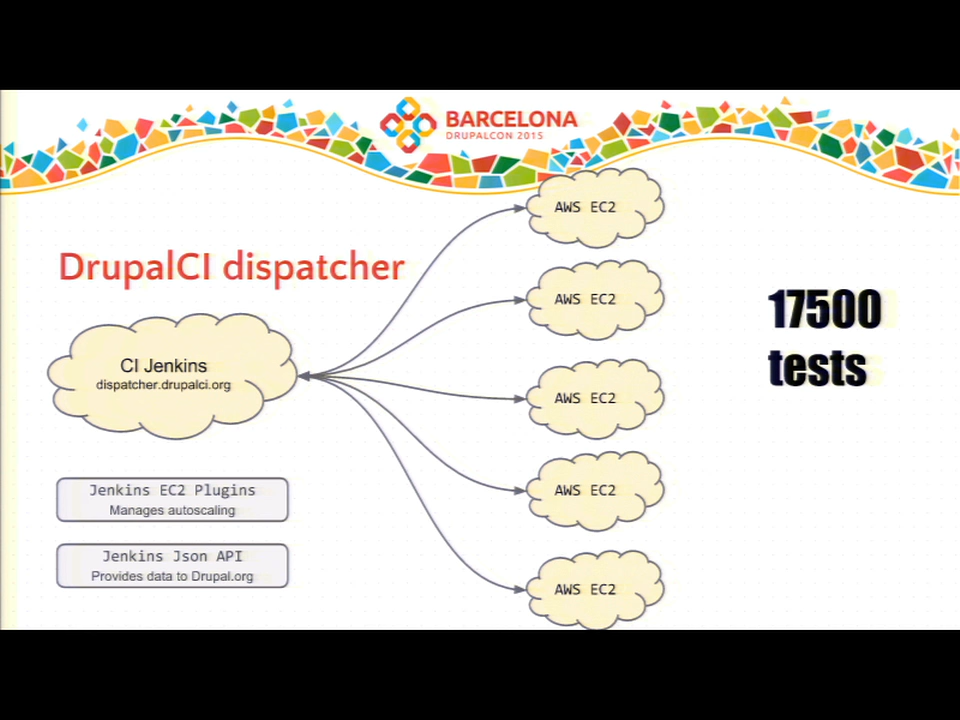 BARCELONA
DRUPALCON 2015
DrupalCI dispatcher
CI Jenkins
dispatcher.drupalci.org
Jenkins EC2 Plugins
Manages autoscaling
Jenkins Json API
Provides data to Drupal.org
AWS EC2
AWS EC2
AWS EC2
AWS EC2
AWS EC2
17500
tests